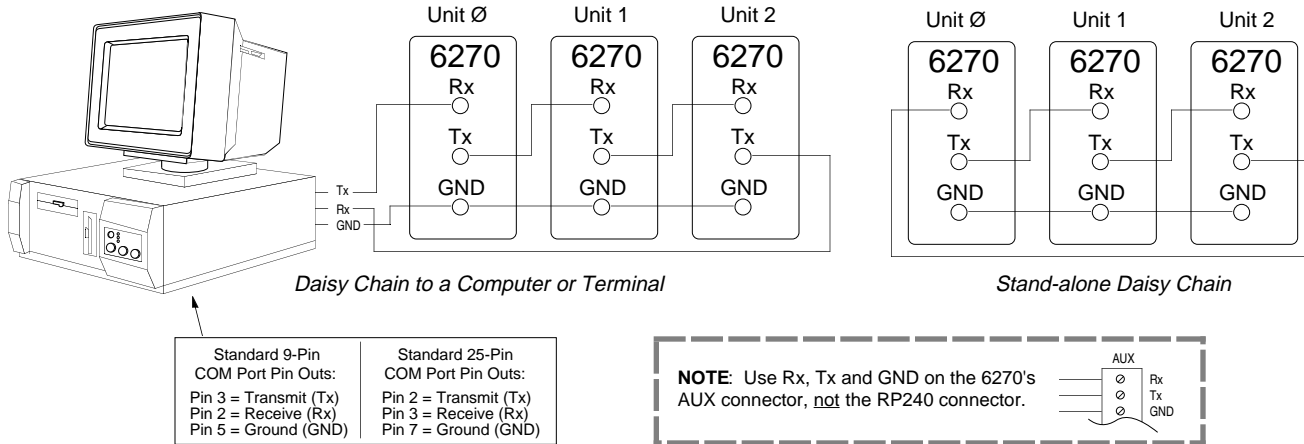 Unit Ø
Unit 1
Unit 2
6270
6270
6270
Rx
Rx
Rx
Tx
Tx
Tx
GND
GND
GND
Tx
Rx
GND
Daisy Chain to a Computer or Terminal
Unit Ø
Unit 1
Unit 2
6270
6270
6270
Rx
Rx
Rx
Tx
Tx
Tx
GND
GND
GND
Stand-alone Daisy Chain
Standard 9-Pin
COM Port Pin Outs:
Pin 3 = Transmit (Tx)
Pin 2 = Receive (Rx)
Pin 5 = Ground (GND)
Standard 25-Pin
COM Port Pin Outs:
Pin 2 = Transmit (Tx)
Pin 3 = Receive (Rx)
Pin 7 = Ground (GND)
NOTE: Use Rx, Tx and GND on the 6270's
AUX connector, not the RP240 connector.
AUX
Rx
Tx
GND